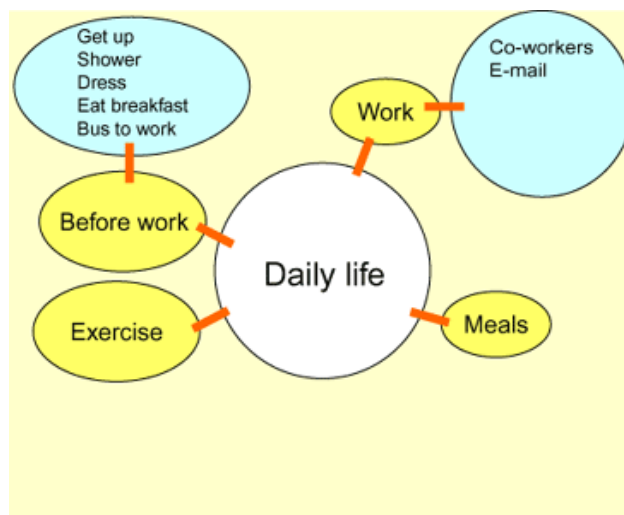 Get up
Shower
Dress
Eat breakfast
Bus to work
Co-workers
E-mail
Work
Before work
Daily life
Exercise
Meals